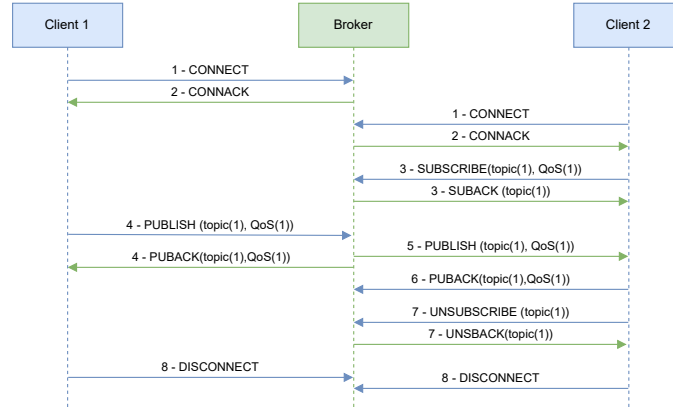 Client 1
Broker
Client 2
1 - CONNECT
2 - CONNACK
1 - CONNECT
2 - CONNACK
3 - SUBSCRIBE(topic(1), QoS(1))
3 - SUBACK (topic(1))
4 - PUBLISH (topic(1), QoS(1))
5 - PUBLISH (topic(1), QoS(1))
4 - PUBACK(topic(1),QoS(1))
6 - PUBACK(topic(1),QoS(1))
7 - UNSUBSCRIBE (topic(1))
7 - UNSBACK(topic(1))
8 - DISCONNECT
8 - DISCONNECT